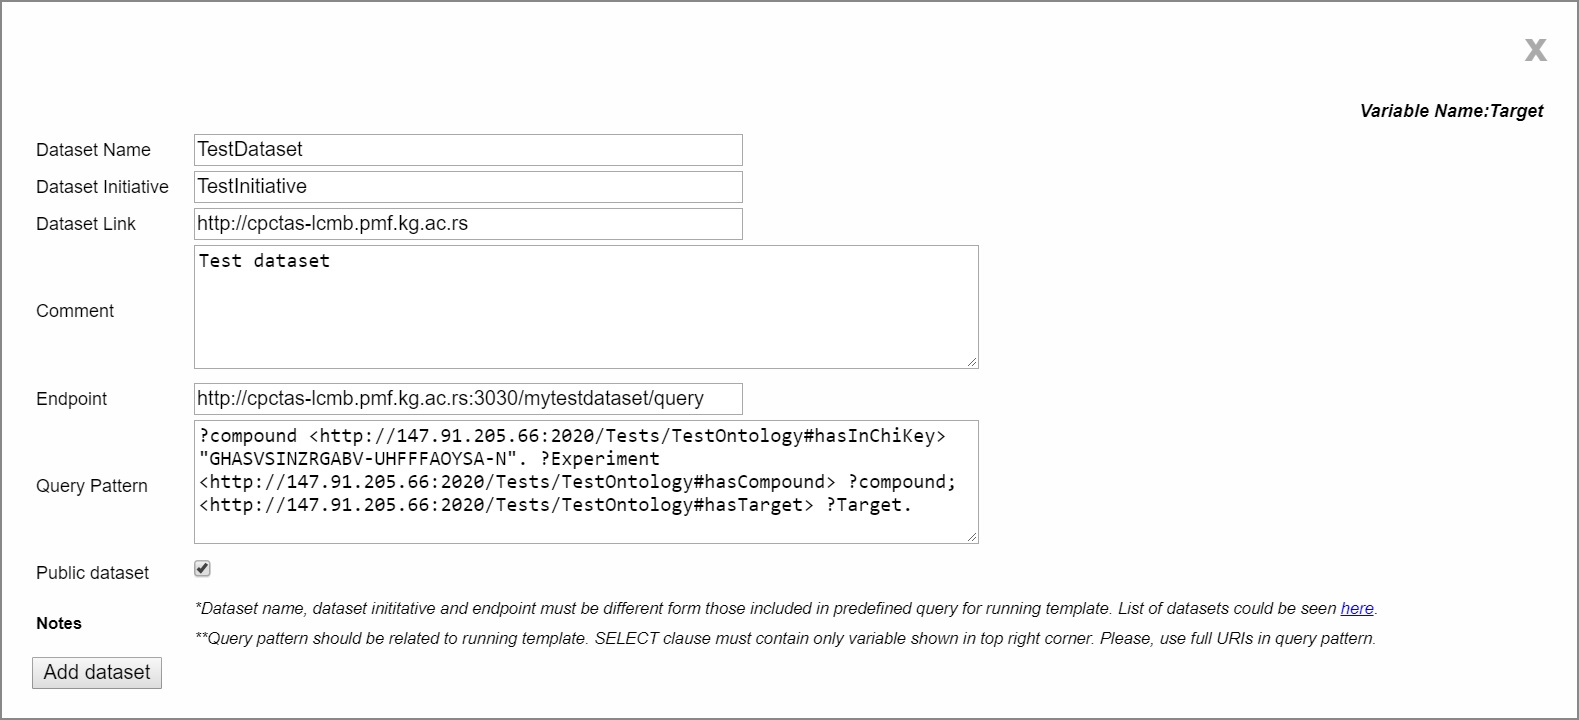 X
Variable Name:Target
Dataset Name TestDataset
Dataset Initiative TestInitiative
Dataset Link http://cpctas-lcmb.pmf.kg.ac.rs
Comment Test dataset
Endpoint http://cpctas-lcmb.pmf.kg.ac.rs:3030/mytestdataset/query
Query Pattern
?compound <http://147.91.205.66:2020/Tests/TestOntology#hasInChiKey>
"GHASVSINZRGABV-UHFFFAOYSA-N". ?Experiment
<http://147.91.205.66:2020/Tests/TestOntology#hasCompound> ?compound;
<http://147.91.205.66:2020/Tests/TestOntology#hasTarget> ?Target.
Public dataset
Notes
*Dataset name, dataset inititative and endpoint must be different form those included in predefined query for running template. List of datasets could be seen here.
**Query pattern should be related to running template. SELECT clause must contain only variable shown in top right corner. Please, use full URIs in query pattern.
Add dataset